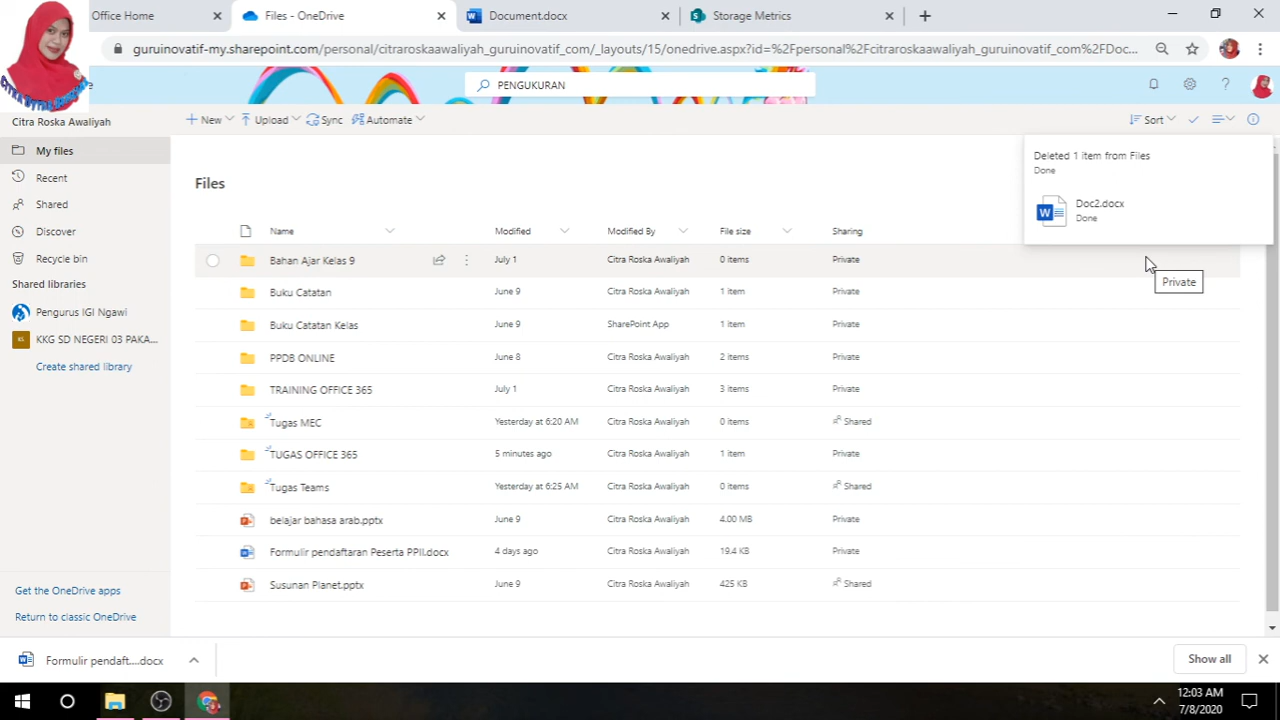 Office Home
Files - OneDrive
Document.docx
Storage Metrics
guruinovatif-my.sharepoint.com/personal/citraroskaawaliyah_guruinovatif_com/_layouts/15/onedrive.aspx?id=%2Fpersonal%2Fcitraroskaawaliyah_guruinovatif_com%2FDoc...
PENGUKURAN
?
Citra Roska Awaliyah
New
Upload
Sync
Automate
Sort
My files
Recent
Shared
Discover
Recycle bin
Shared libraries
Pengurus IGI Ngawi
KKG SD NEGERI 03 PAKA...
Create shared library
Get the OneDrive apps
Return to classic OneDrive
Files
Deleted 1 item from Files
Done
Doc2.docx
Done
Name Modified Modified By File size Sharing
Bahan Ajar Kelas 9 July 1 Citra Roska Awaliyah 0 items Private
Private
Buku Catatan June 9 Citra Roska Awaliyah 1 item Private
Buku Catatan Kelas June 9 SharePoint App 1 item Private
PPDB ONLINE June 8 Citra Roska Awaliyah 2 items Private
TRAINING OFFICE 365 July 1 Citra Roska Awaliyah 3 items Private
Tugas MEC Yesterday at 6:20 AM Citra Roska Awaliyah 0 items Shared
TUGAS OFFICE 365 5 minutes ago Citra Roska Awaliyah 1 item Private
Tugas Teams Yesterday at 6:25 AM Citra Roska Awaliyah 0 items Shared
belajar bahasa arab.pptx June 9 Citra Roska Awaliyah 4.00 MB Private
Formulir pendaftaran Peserta PPII.docx 4 days ago Citra Roska Awaliyah 19.4 KB Private
Susunan Planet.pptx June 9 Citra Roska Awaliyah 425 KB Shared
Formulir pendaft....docx
Show all
12:03 AM
7/8/2020